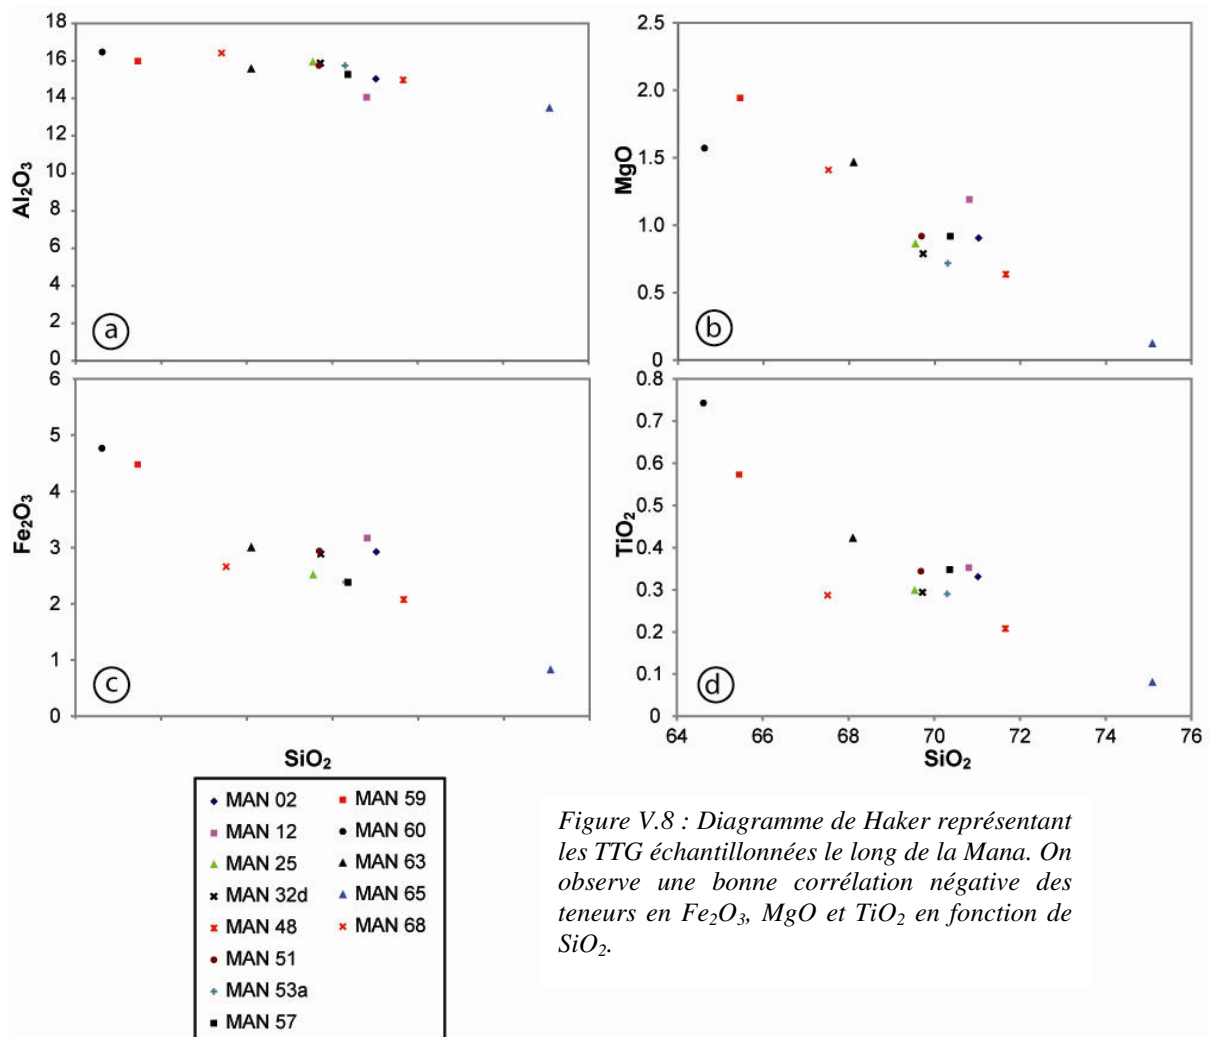 18
16
14
12
10
8
6
4
2
0
Al₂O₃
a
2.5
2.0
1.5
1.0
0.5
0
MgO
b
6
5
4
3
2
1
0
Fe₂O₃
c
SiO₂
0.8
0.7
0.6
0.5
0.4
0.3
0.2
0.1
0
TiO₂
d
64 66 68 70 72 74 76
SiO₂
MAN 02
MAN 12
MAN 25
MAN 32d
MAN 48
MAN 51
MAN 53a
MAN 57
MAN 59
MAN 60
MAN 63
MAN 65
MAN 68
Figure V.8 : Diagramme de Haker représentant
les TTG échantillonnées le long de la Mana. On
observe une bonne corrélation négative des
teneurs en Fe₂O₃, MgO et TiO₂ en fonction de
SiO₂.